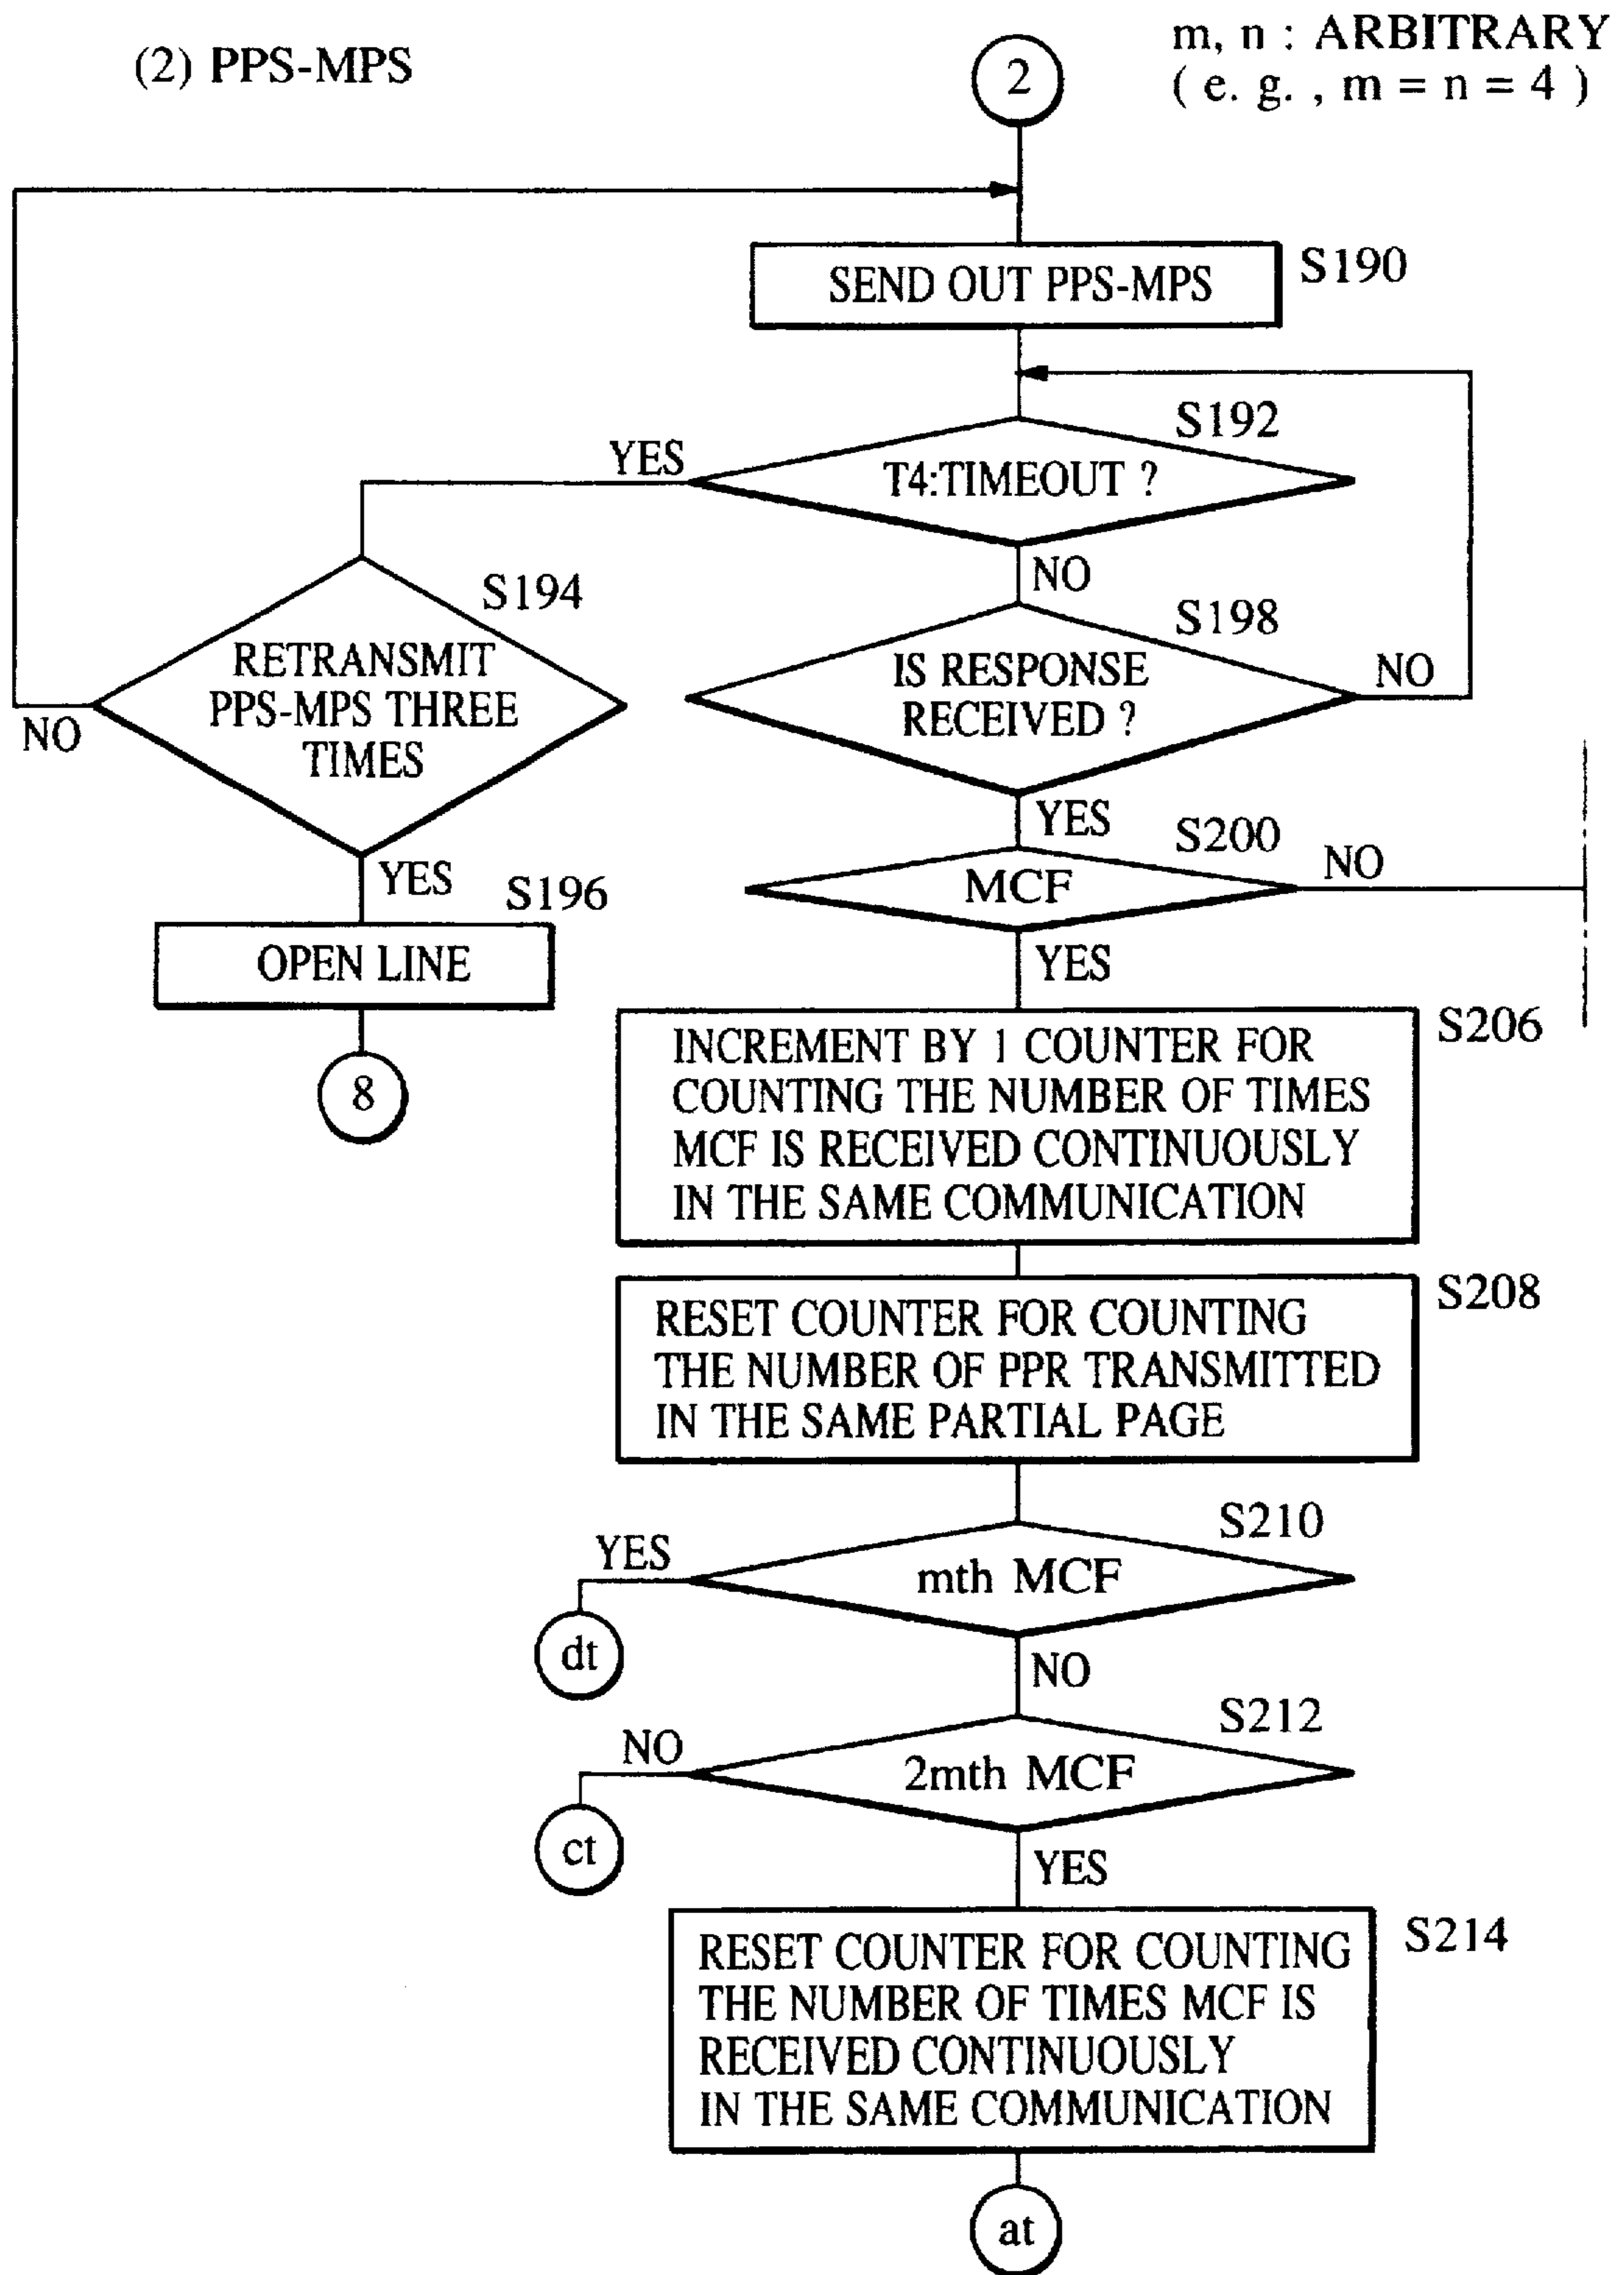 (2) PPS-MPS
m, n : ARBITRARY
( e. g. , m = n = 4 )
2
SEND OUT PPS-MPS
S190
S192
YES
T4:TIMEOUT ?
NO
S194
S198
RETRANSMIT
PPS-MPS THREE
TIMES
NO
IS RESPONSE
RECEIVED ?
NO
YES
S200
NO
MCF
YES
S196
OPEN LINE
YES
8
INCREMENT BY 1 COUNTER FOR
COUNTING THE NUMBER OF TIMES
MCF IS RECEIVED CONTINUOUSLY
IN THE SAME COMMUNICATION
S206
RESET COUNTER FOR COUNTING
THE NUMBER OF PPR TRANSMITTED
IN THE SAME PARTIAL PAGE
S208
S210
YES
mth MCF
dt
NO
S212
NO
2mth MCF
ct
YES
RESET COUNTER FOR COUNTING
THE NUMBER OF TIMES MCF IS
RECEIVED CONTINUOUSLY
IN THE SAME COMMUNICATION
S214
at